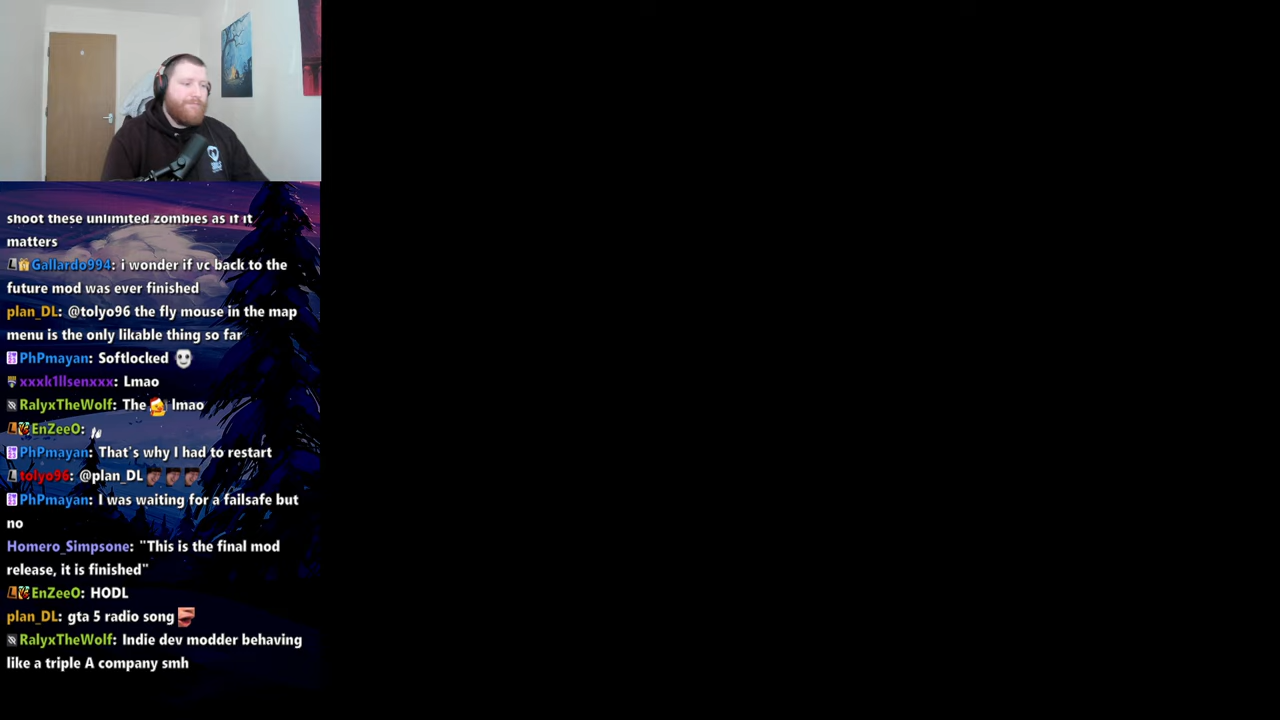 shoot these unlimited zombies as if it
matters
Gallardo994: i wonder if vc back to the
future mod was ever finished
plan_DL: @tolyo96 the fly mouse in the map
menu is the only likable thing so far
PhPmayan: Softlocked
xxxk1llsenxxx: Lmao
RalyxTheWolf: The lmao
EnZeeO:
PhPmayan: That's why I had to restart
tolyo96: @plan_DL
PhPmayan: I was waiting for a failsafe but
no
Homero_Simpsone: "This is the final mod
release, it is finished"
EnZeeO: HODL
plan_DL: gta 5 radio song
RalyxTheWolf: Indie dev modder behaving
like a triple A company smh